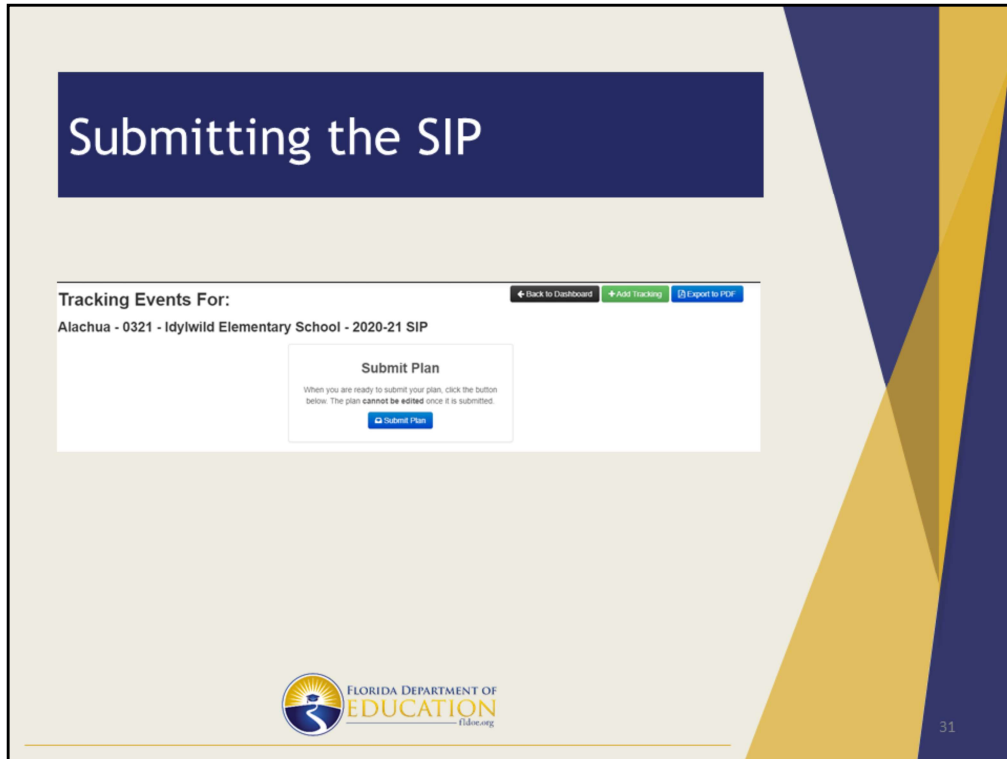 Submitting the SIP
Tracking Events For:
Back to Dashboard
+ Add Tracking
Export to PDF
Alachua - 0321 - Idylwild Elementary School - 2020-21 SIP
Submit Plan
When you are ready to submit your plan, click the button
below. The plan cannot be edited once it is submitted.
Submit Plan
FLORIDA DEPARTMENT OF
EDUCATION
fldoe.org
31